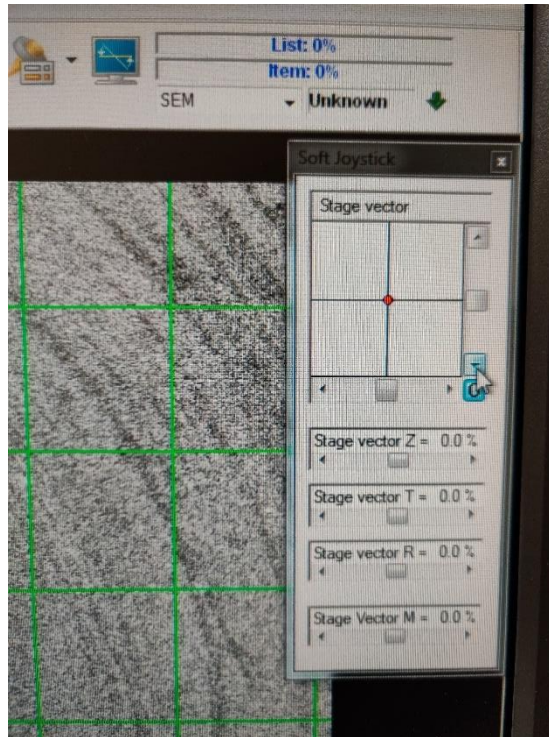 List: 0%
Item: 0%
SEM Unknown
Soft Joystick
Stage vector
Stage vector Z = 0.0 %
Stage vector T = 0.0 %
Stage vector R = 0.0 %
Stage Vector M = 0.0 %